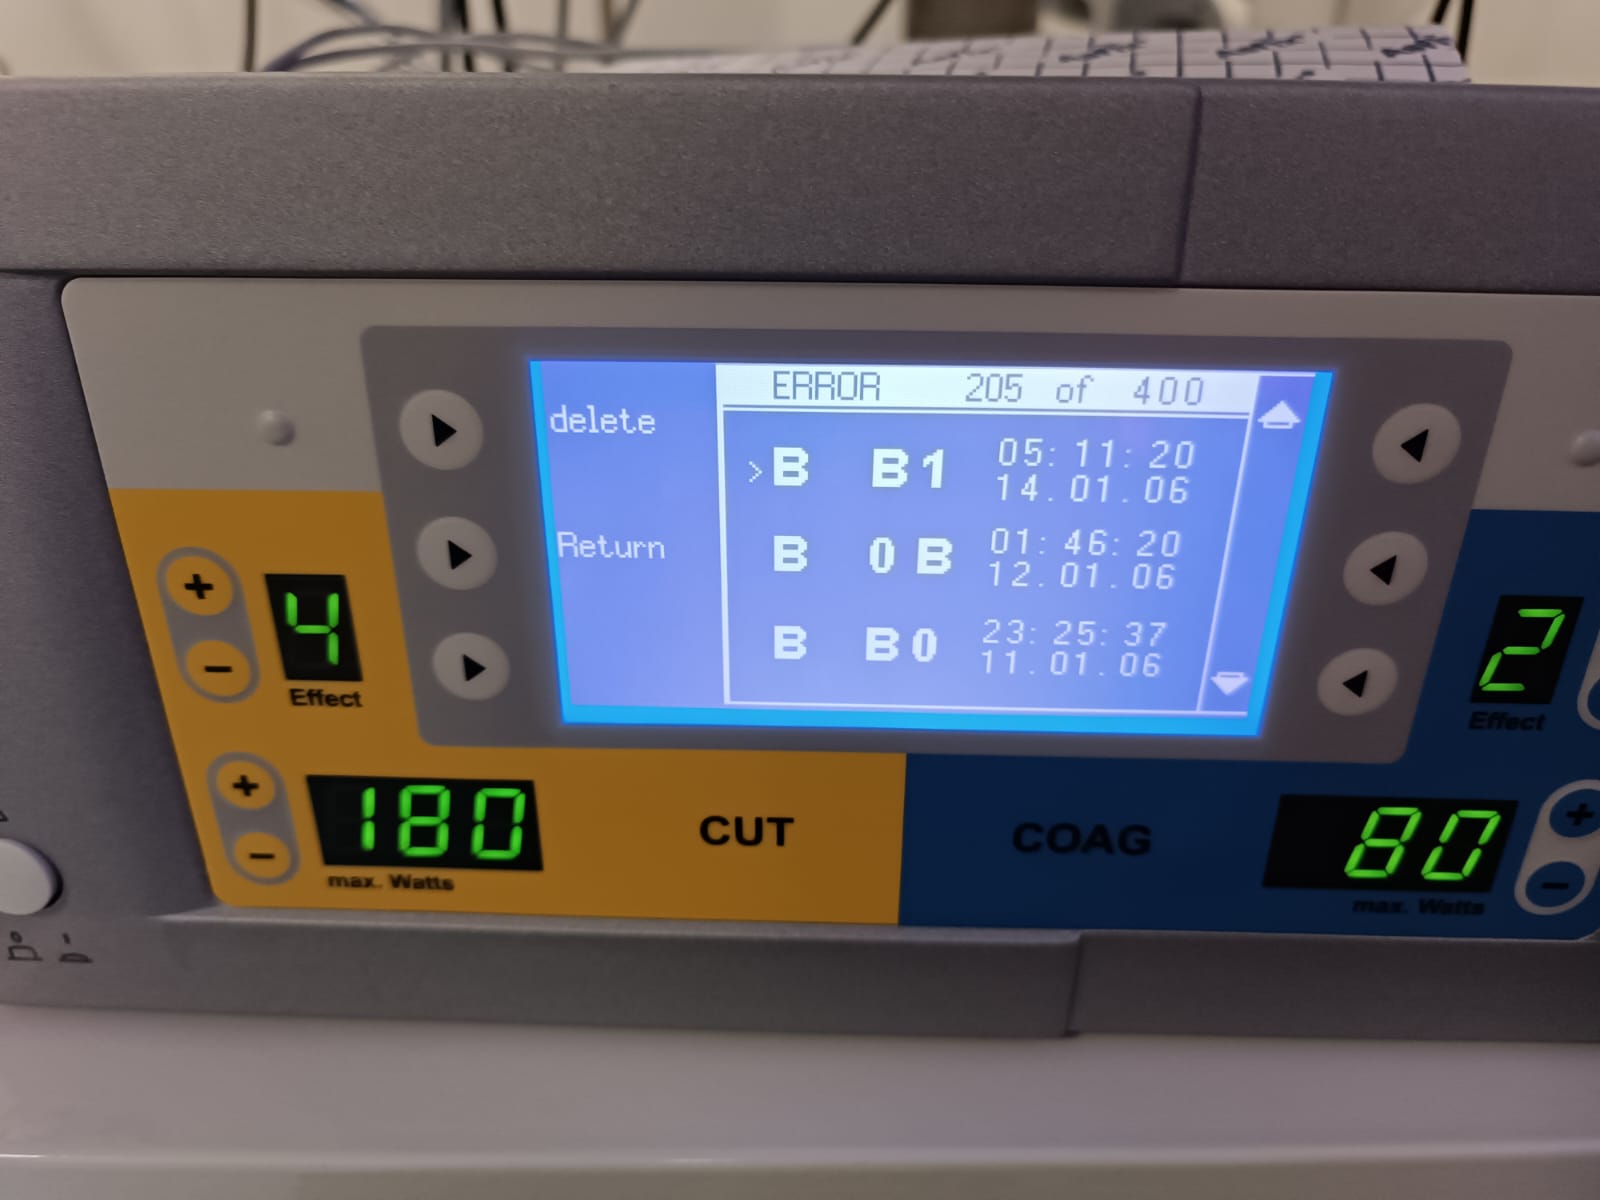 ERROR 205 of 400
delete
>B B1 05:11:20
14.01.06
Return
B 0B 01:46:20
12.01.06
B B0 23:25:37
11.01.06
+
4
-
Effect
2
Effect
+
180
-
max. Watts
CUT
COAG
80
+
-
max. Watts
0 I